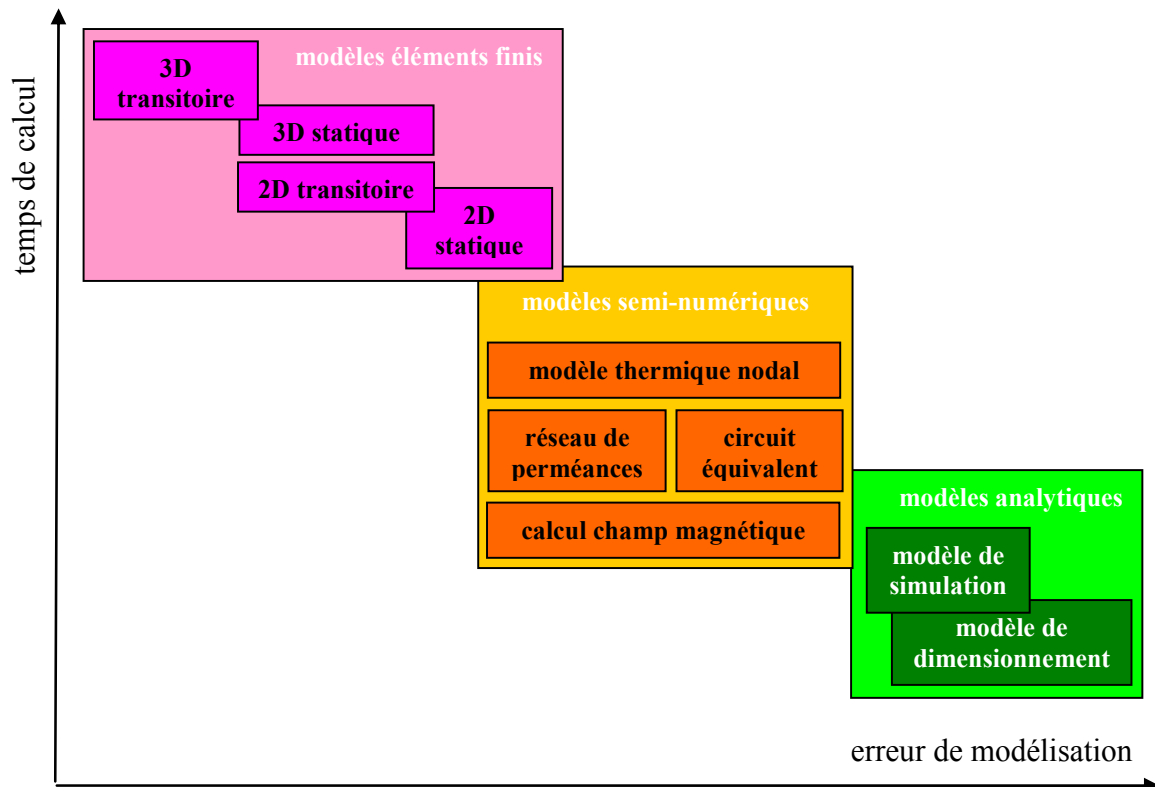 temps de calcul
modèles éléments finis
3D
transitoire
3D statique
2D transitoire
2D
statique
modèles semi-numériques
modèle thermique nodal
réseau de
perméances
circuit
équivalent
calcul champ magnétique
modèles analytiques
modèle de
simulation
modèle de
dimensionnement
erreur de modélisation